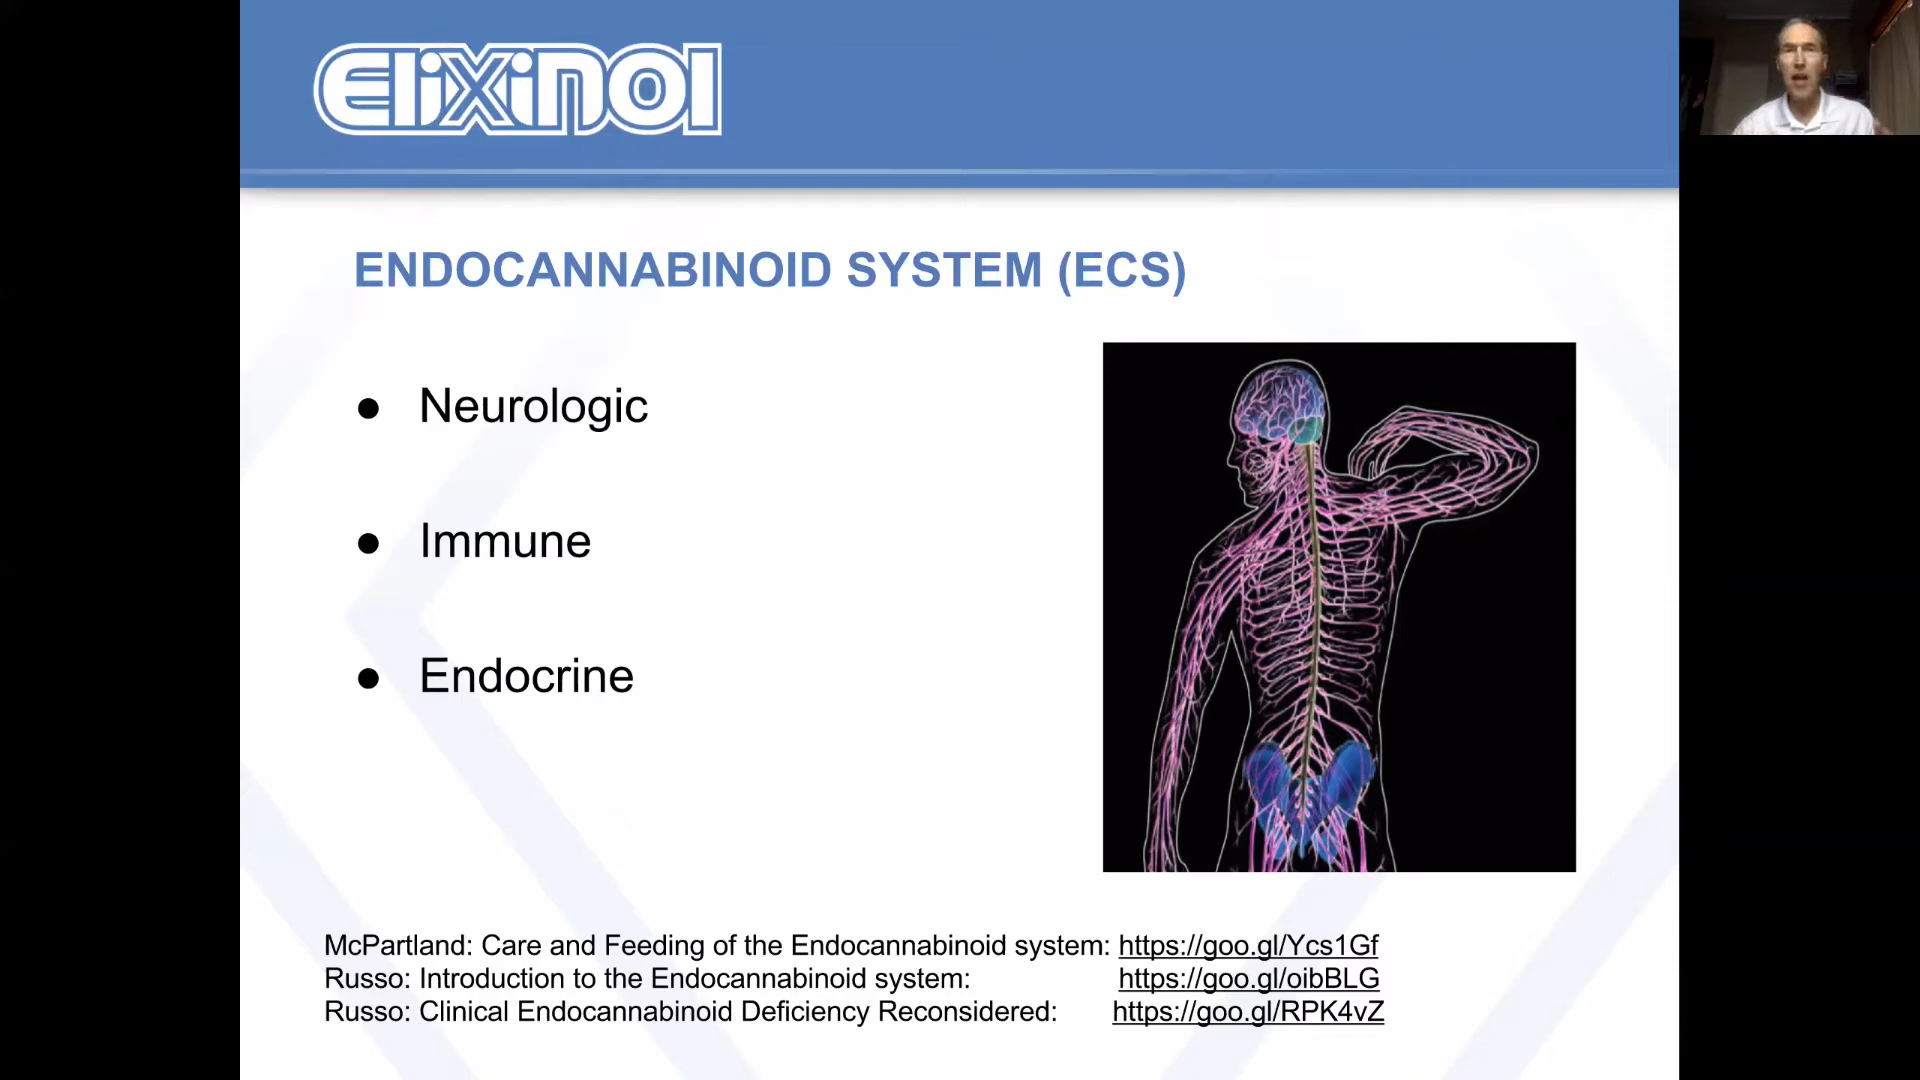 Elixinol
ENDOCANNABINOID SYSTEM (ECS)
● Neurologic
● Immune
● Endocrine
McPartland: Care and Feeding of the Endocannabinoid system: https://goo.gl/Ycs1Gf
Russo: Introduction to the Endocannabinoid system: https://goo.gl/oibBLG
Russo: Clinical Endocannabinoid Deficiency Reconsidered: https://goo.gl/RPK4vZ